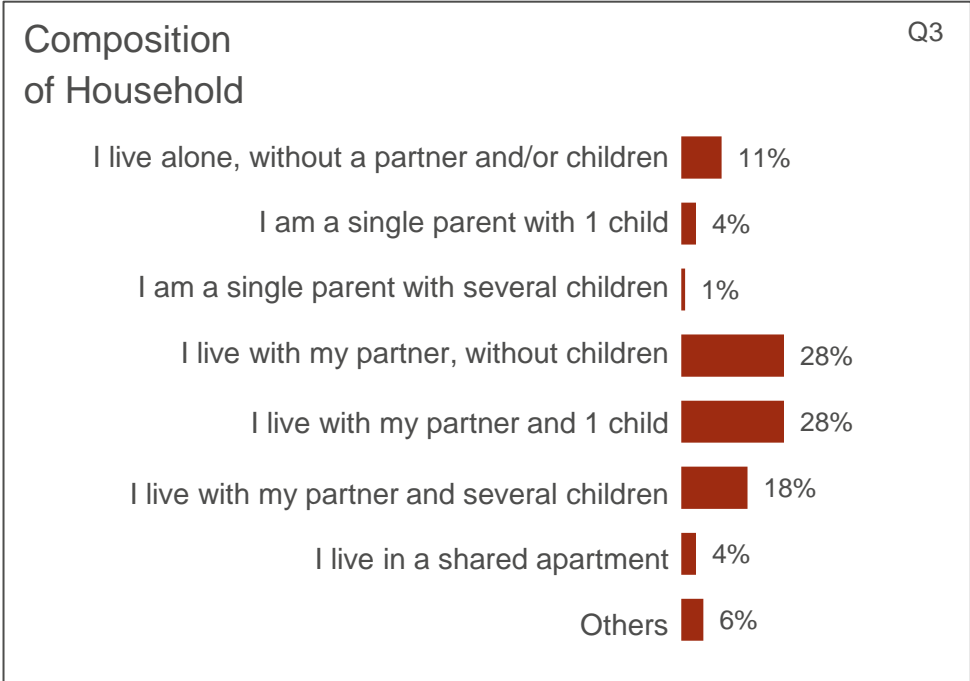 Composition
of Household
Q3
I live alone, without a partner and/or children 11%
I am a single parent with 1 child 4%
I am a single parent with several children 1%
I live with my partner, without children 28%
I live with my partner and 1 child 28%
I live with my partner and several children 18%
I live in a shared apartment 4%
Others 6%